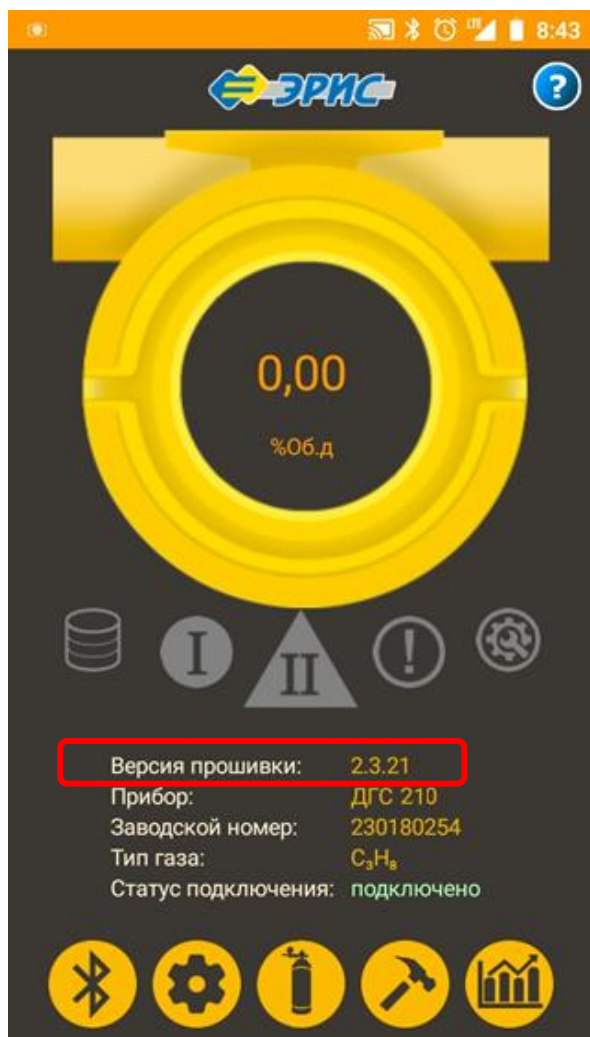 LTE 8:43
ЭРИС ?
0,00
%Об.д
I II !
Версия прошивки: 2.3.21
Прибор: ДГС 210
Заводской номер: 230180254
Тип газа: C₃H₈
Статус подключения: подключено